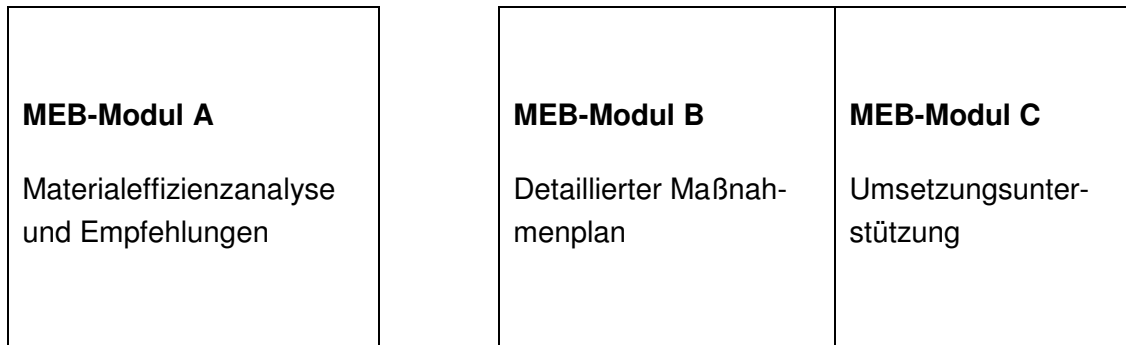 MEB-Modul A
Materialeffizienzanalyse
und Empfehlungen
MEB-Modul B
Detaillierter Maßnah-
menplan
MEB-Modul C
Umsetzungsunter-
stützung